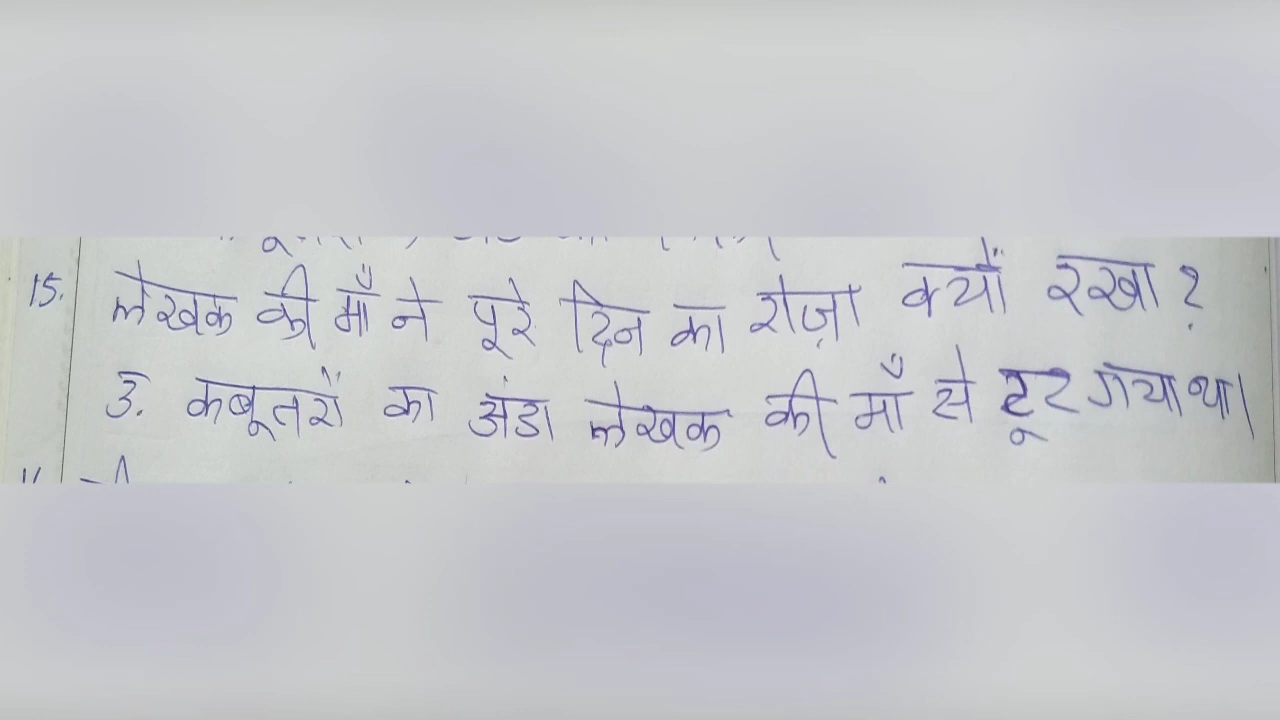 15. लेखक की माँ ने पूरे दिन का रोज़ा क्यों रखा?
उ. कबूतरों का अंडा लेखक की माँ से टूट गया था।